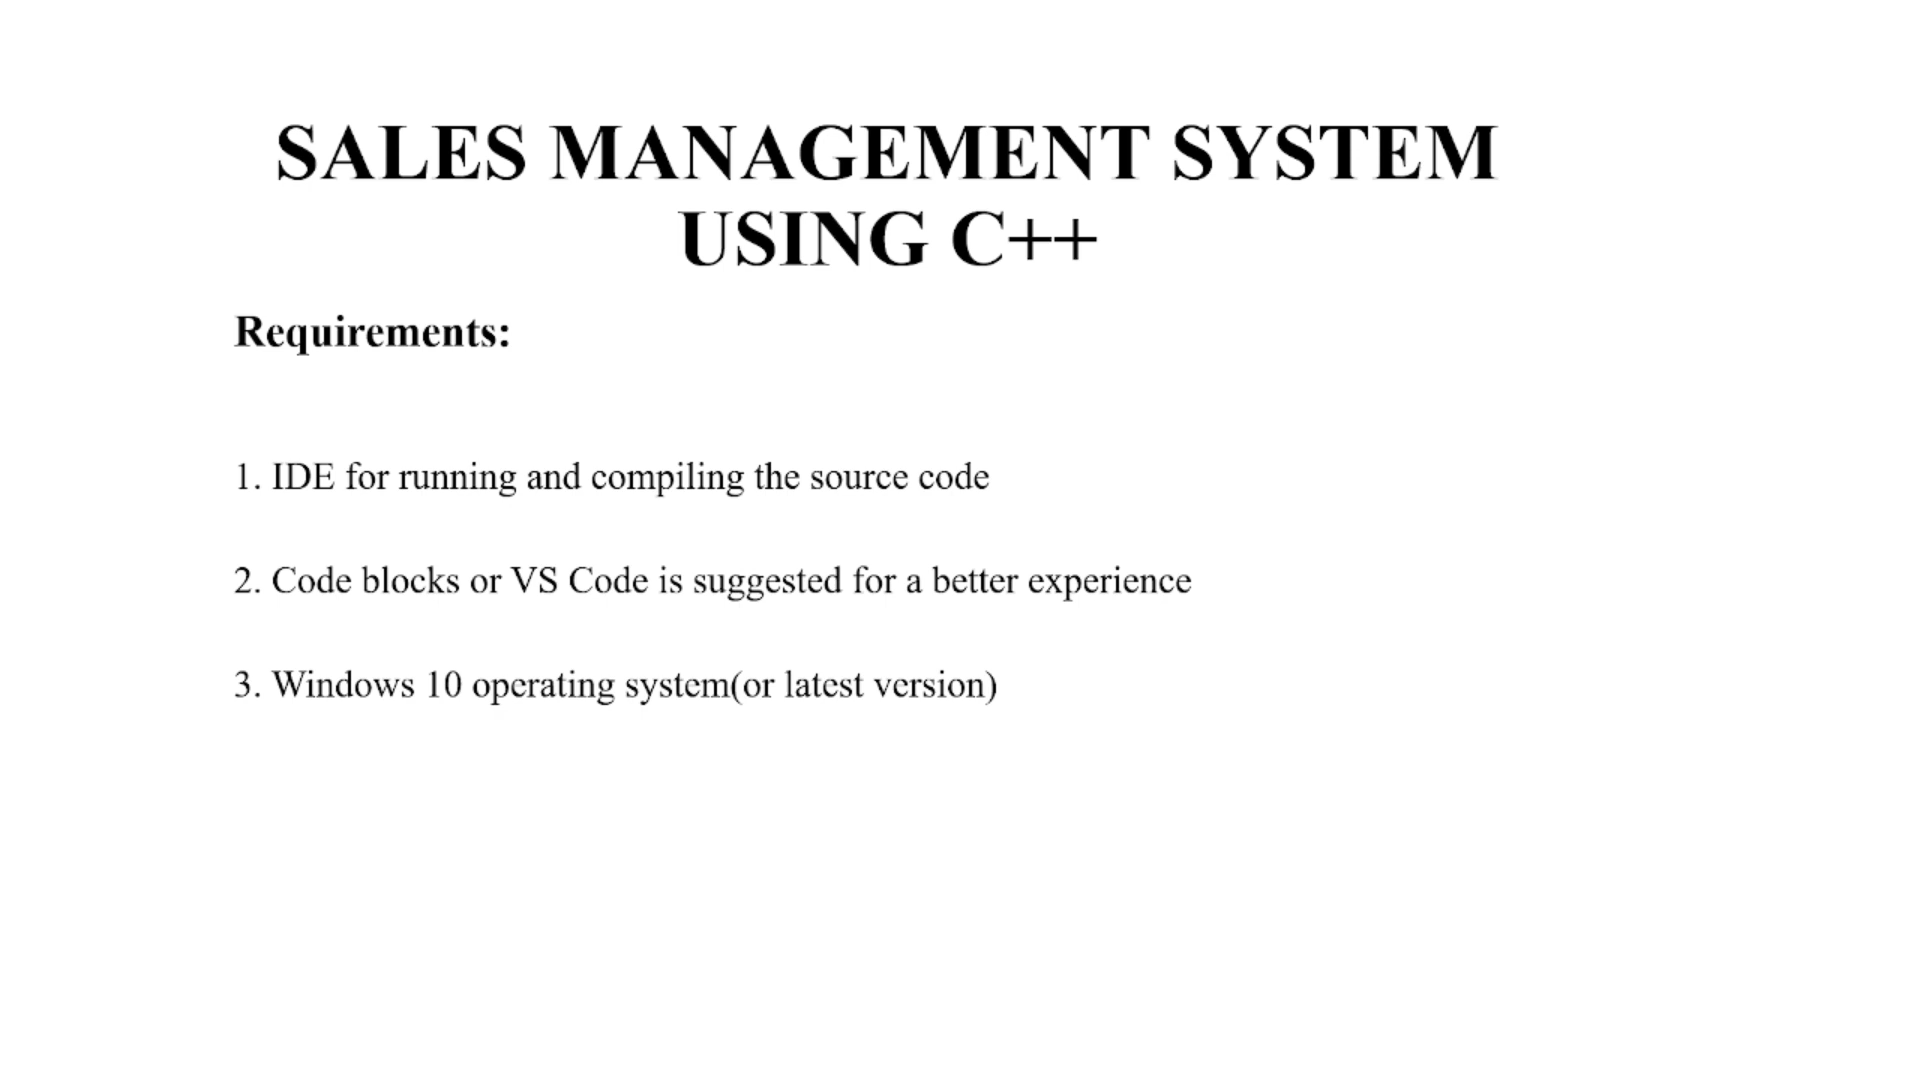 SALES MANAGEMENT SYSTEM
USING C++
Requirements:
1. IDE for running and compiling the source code
2. Code blocks or VS Code is suggested for a better experience
3. Windows 10 operating system(or latest version)